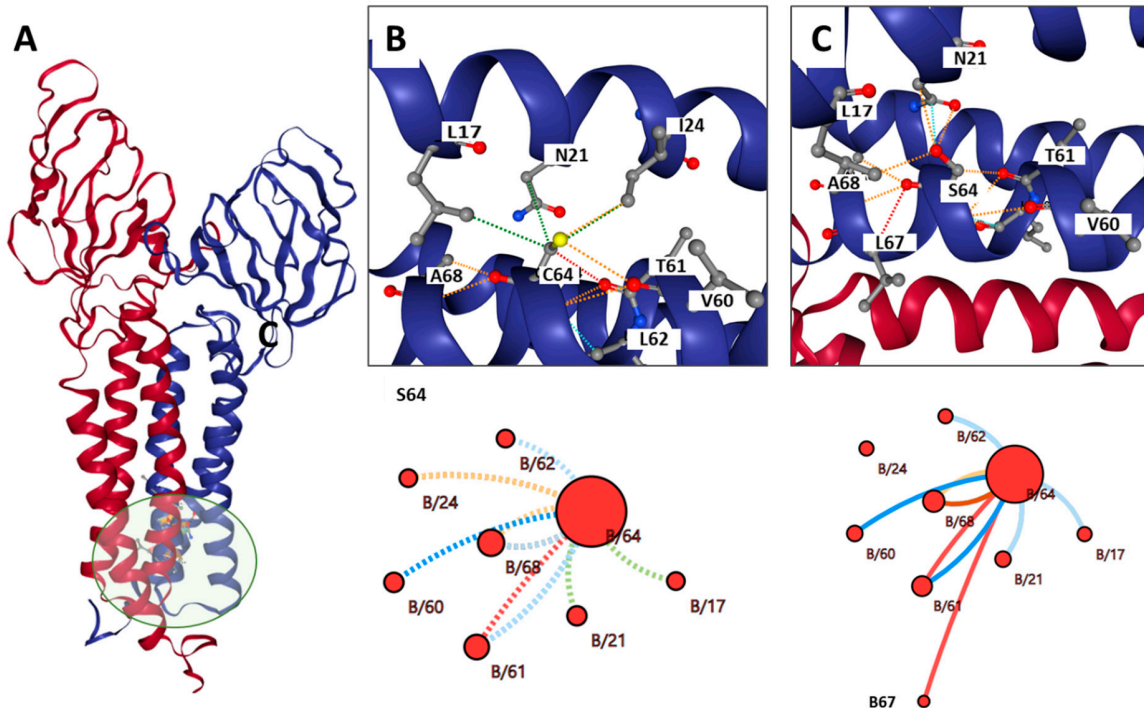 A
C
B
L17
N21
I24
A68
C64
T61
V60
L62
C
N21
L17
T61
A68
S64
V60
L67
S64
B/62
B/24
B/64
B/68
B/60
B/17
B/21
B/61
B/62
B/24
B/64
B/68
B/60
B/17
B/21
B/61
B67